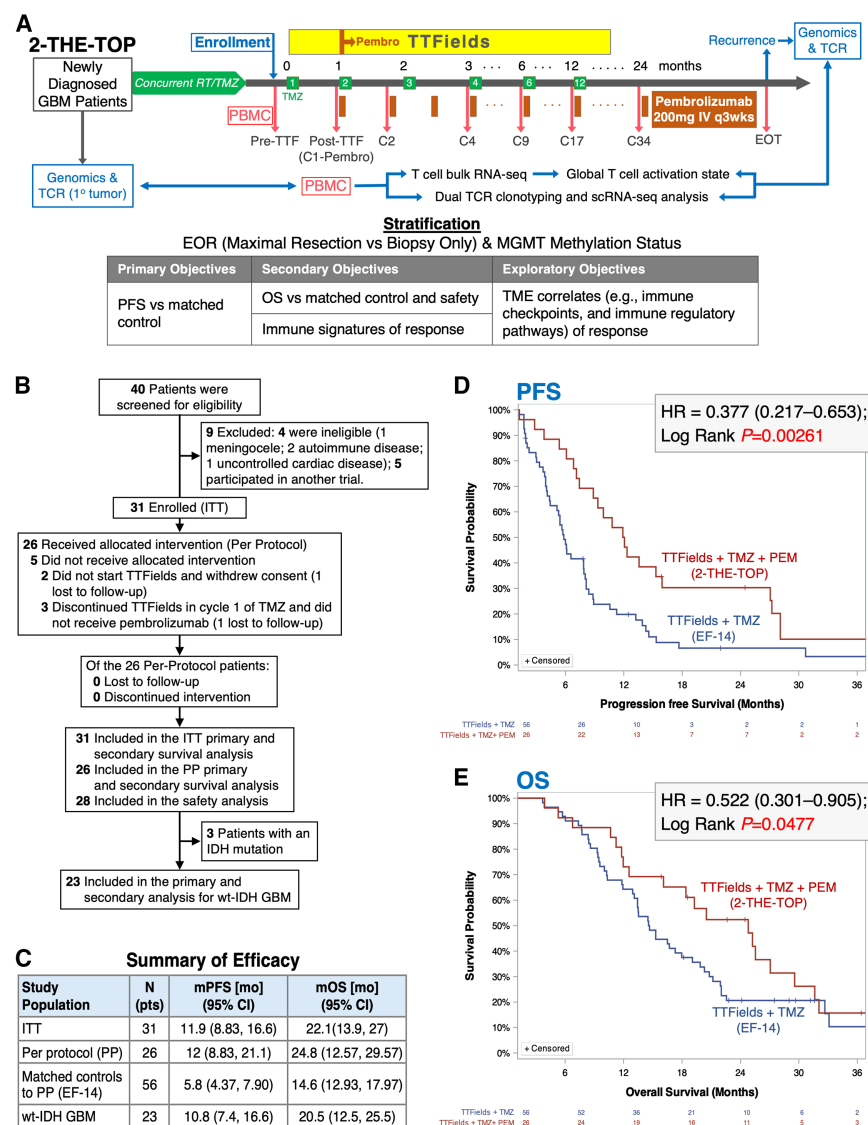 A
2-THE-TOP
Newly
Diagnosed
GBM Patients
Concurrent RT/TMZ
Enrollment
Pembro TTFields
0 1 2 3 .... 6 .... 12 .... 24 months
1 2 3 4 6 12
TMZ
PBMC
Pembrolizumab
200mg IV q3wks
Pre-TTF Post-TTF C2 C4 C9 C17 C34 EOT
(C1-Pembro)
Recurrence
Genomics
& TCR
Genomics &
TCR (1º tumor)
PBMC
T cell bulk RNA-seq Global T cell activation state
Dual TCR clonotyping and scRNA-seq analysis
Stratification
EOR (Maximal Resection vs Biopsy Only) & MGMT Methylation Status
Primary Objectives Secondary Objectives Exploratory Objectives
PFS vs matched
control
OS vs matched control and safety
Immune signatures of response
TME correlates (e.g., immune
checkpoints, and immune regulatory
pathways) of response
B
40 Patients were
screened for eligibility
9 Excluded: 4 were ineligible (1
meningocele; 2 autoimmune disease;
1 uncontrolled cardiac disease); 5
participated in another trial.
31 Enrolled (ITT)
26 Received allocated intervention (Per Protocol)
5 Did not receive allocated intervention
2 Did not start TTFields and withdrew consent (1
lost to follow-up)
3 Discontinued TTFields in cycle 1 of TMZ and did
not receive pembrolizumab (1 lost to follow-up)
Of the 26 Per-Protocol patients:
0 Lost to follow-up
0 Discontinued intervention
31 Included in the ITT primary and
secondary survival analysis
26 Included in the PP primary
and secondary survival analysis
28 Included in the safety analysis
3 Patients with an
IDH mutation
23 Included in the primary and
secondary analysis for wt-IDH GBM
C
Summary of Efficacy
Study
Population
N
(pts)
mPFS [mo]
(95% CI)
mOS [mo]
(95% CI)
ITT 31 11.9 (8.83, 16.6) 22.1(13.9, 27)
Per protocol (PP) 26 12 (8.83, 21.1) 24.8 (12.57, 29.57)
Matched controls
to PP (EF-14) 56 5.8 (4.37, 7.90) 14.6 (12.93, 17.97)
wt-IDH GBM 23 10.8 (7.4, 16.6) 20.5 (12.5, 25.5)
D
PFS
HR = 0.377 (0.217–0.653);
Log Rank P=0.00261
Survival Probability
100%
90%
80%
70%
60%
50%
40%
30%
20%
10%
0%
TTFields + TMZ + PEM
(2-THE-TOP)
TTFields + TMZ
(EF-14)
+ Censored
6 12 18 24 30 36
Progression free Survival (Months)
TTFields + TMZ 56 26 10 3 2 2 1
TTFields + TMZ+ PEM 26 22 13 7 7 2 2
E
OS
HR = 0.522 (0.301–0.905);
Log Rank P=0.0477
Survival Probability
100%
90%
80%
70%
60%
50%
40%
30%
20%
10%
0%
TTFields + TMZ + PEM
(2-THE-TOP)
TTFields + TMZ
(EF-14)
+ Censored
6 12 18 24 30 36
Overall Survival (Months)
TTFields + TMZ 56 52 36 21 10 6 2
TTFields + TMZ+ PEM 26 24 19 16 11 5 3